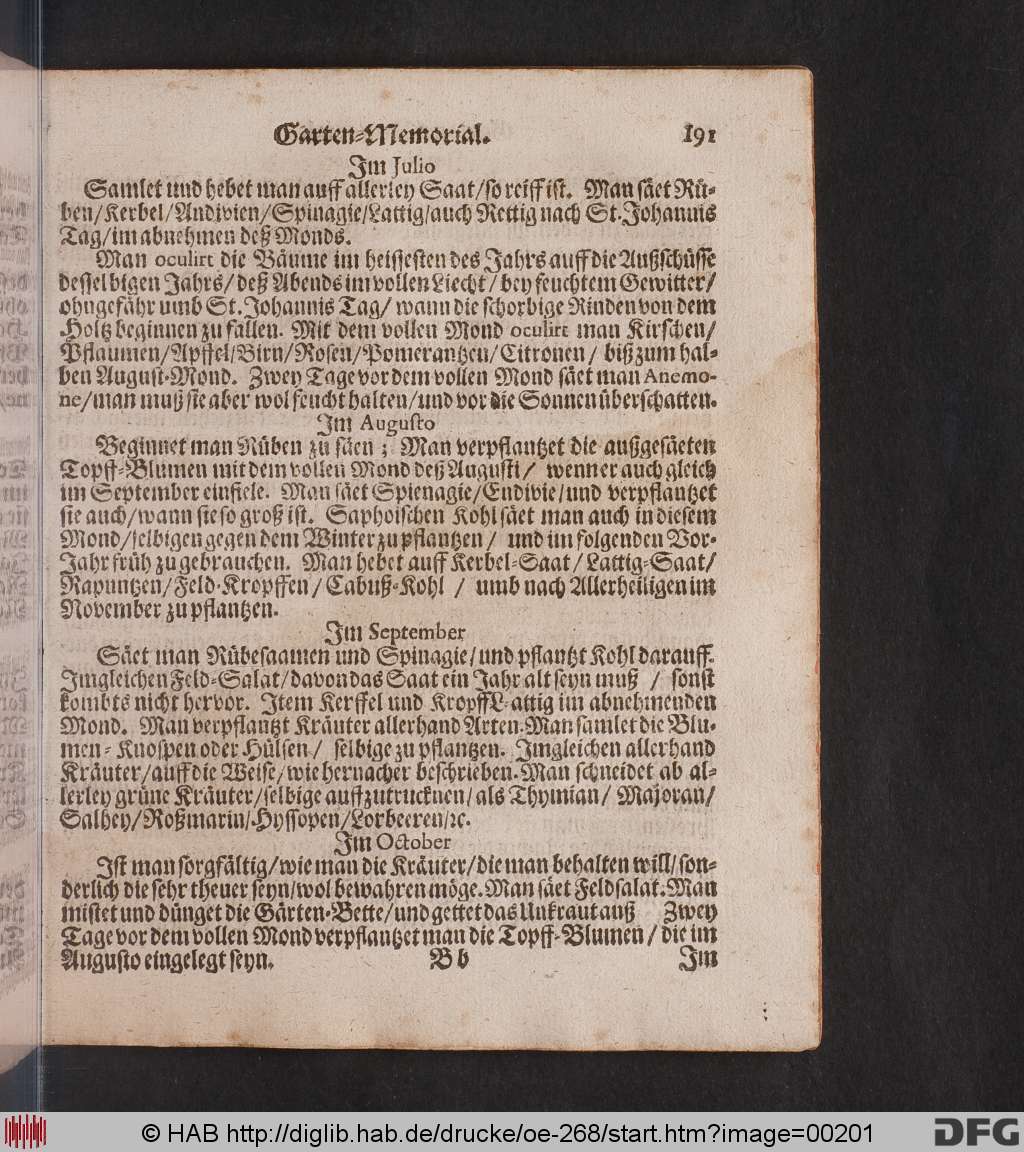 Garten-Memorial. 191
Im Julio
Samlet und hebet man auff allerley Saat/so reiff ist. Man säet Rü-
ben/Kerbel/Andivien/Spinagie/Lattig/auch Rettig nach St. Johannis
Tag/im abnehmen deß Monds.
Man oculirt die Bäume im heissesten des Jahrs auff die Außschüsse
desselbigen Jahrs/deß Abends im vollen Liecht/bey feuchtem Gewitter/
ohngefähr umb St. Johannis Tag/ wann die schorbige Rinden von dem
Holtz beginnen zu fallen. Mit dem vollen Mond oculirt man Kirschen/
Pflaumen/Apffel/Birn/Rosen/Pomerantzen/Citronen/ biß zum hal-
ben August-Mond. Zwey Tage vor dem vollen Mond säet man Anemo-
ne/man muß sie aber wol feucht halten/und vor die Sonnen überschatten.
Im Augusto
Beginnet man Rüben zu säen; Man verpflantzet die außgesäeten
Topff-Blumen mit dem vollen Mond deß Augusti/ wenn er auch gleich
im September einfiele. Man säet Spienagie/Endivie/und verpflantzet
sie auch/wann sie so groß ist. Saphoischen Kohl säet man auch in diesem
Mond/selbigen gegen dem Winter zu pflantzen/ und im folgenden Vor-
Jahr früh zu gebrauchen. Man hebet auff Kerbel-Saat/Lattig-Saat/
Rapuntzen/Feld-Kropffen/Cabuß-Kohl / umb nach Allerheiligen im
November zu pflantzen.
Im September
Säet man Rübesaamen und Spinagie/und pflantzt Kohl darauff.
Imgleichen Feld-Salat/davon das Saat ein Jahr alt seyn muß / sonst
kombts nicht hervor. Item Kerffel und KropffL-attig im abnehmenden
Mond. Man verpflantzt Kräuter allerhand Arten. Man samlet die Blu-
men-Knospen oder Hülsen/ selbige zu pflantzen. Imgleichen allerhand
Kräuter/auff die Weise/wie hernacher beschrieben. Man schneidet ab al-
lerley grüne Kräuter/selbige auffzutrucknen/als Thymian/ Majoran/
Salbey/Roßmarin/Hyssopen/Lorbeeren/ꝛc.
Im October
Ist man sorgfältig/wie man die Kräuter/die man behalten will/son-
derlich die sehr theuer seyn/wol bewahren möge. Man säet Feldsalat. Man
mistet und dünget die Gärten-Bette/und gettet das Unkraut auß Zwey
Tage vor dem vollen Mond verpflantzet man die Topff-Blumen/die im
Augusto eingelegt seyn. B b Im
© HAB http://diglib.hab.de/drucke/oe-268/start.htm?image=00201
DFG